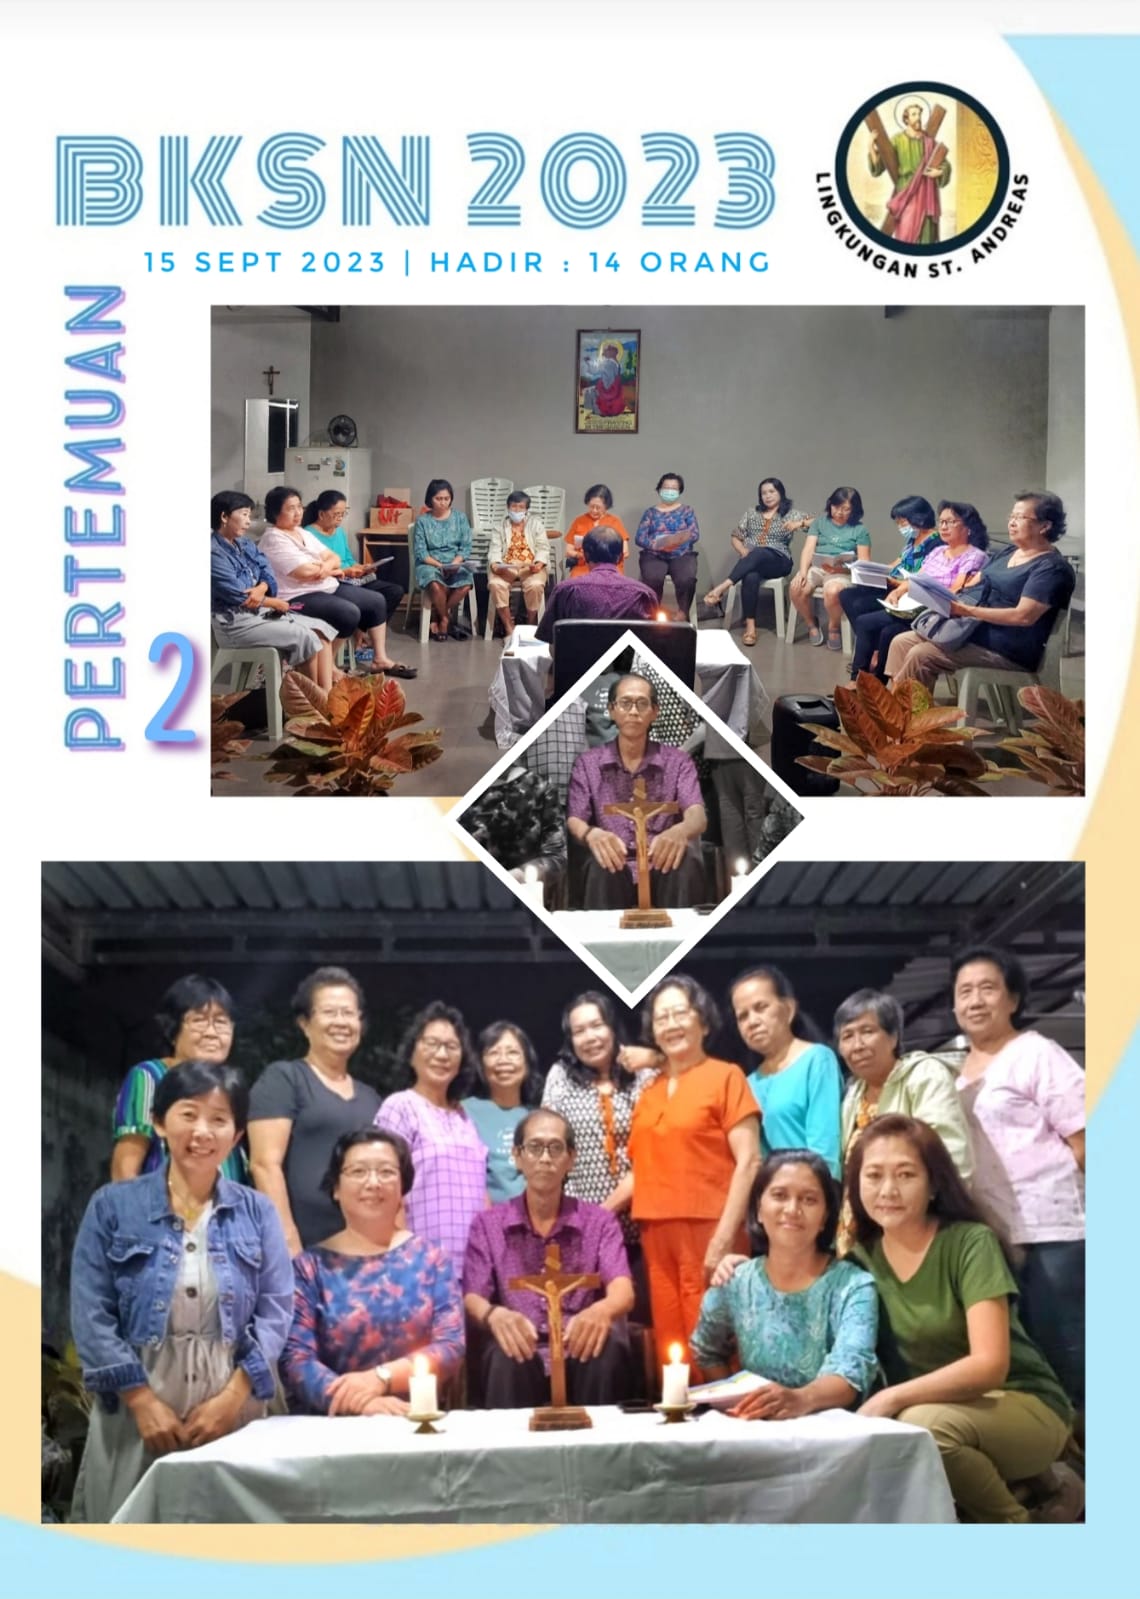 BKSN 2023
15 SEPT 2023 | HADIR : 14 ORANG
LINGKUNGAN ST. ANDREAS
PERTEMUAN
2